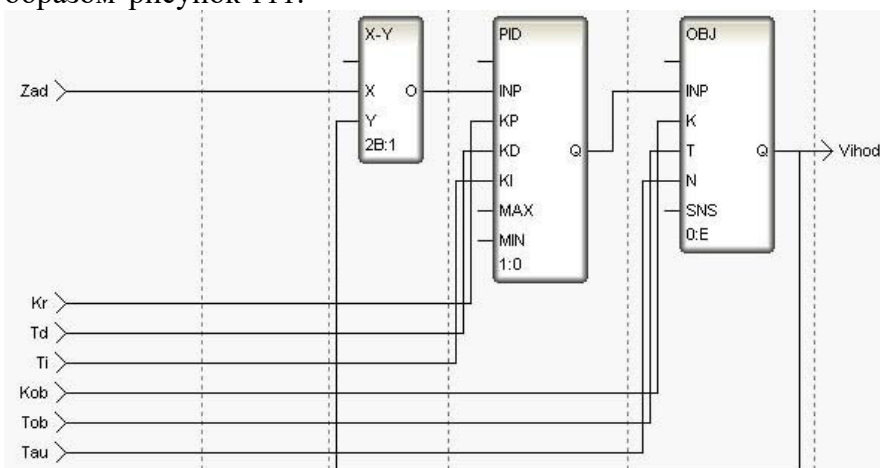 образом рисунок 111:
X-Y
PID
OBJ
Zad
X
O
INP
INP
Y
KP
K
2B:1
KD
Q
T
Q
Vihod
KI
N
MAX
SNS
MIN
0:E
1:0
Kr
Td
Ti
Kob
Tob
Tau